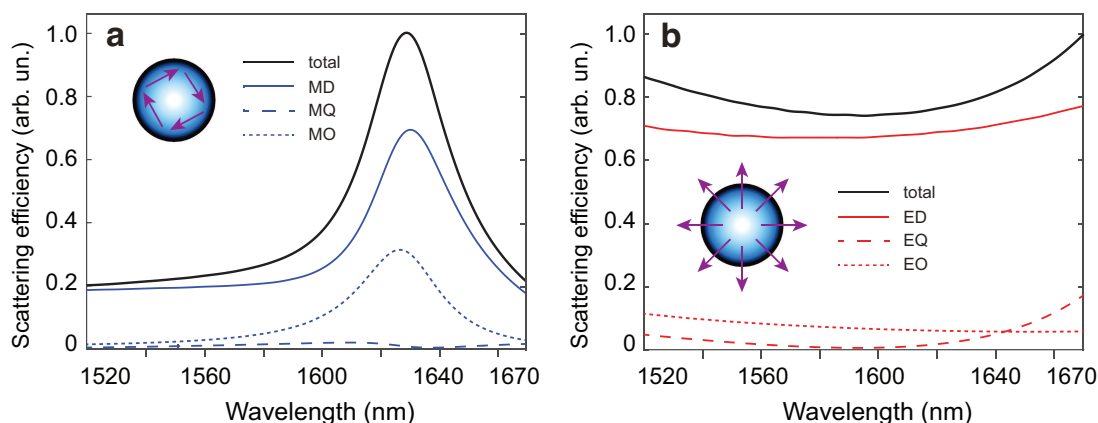 a
total
MD
MQ
MO
1.0
0.8
0.6
0.4
0.2
0
Scattering efficiency (arb. un.)
1520
1560
1600
1640
1670
Wavelength (nm)
b
total
ED
EQ
EO
1.0
0.8
0.6
0.4
0.2
0
Scattering efficiency (arb. un.)
1520
1560
1600
1640
1670
Wavelength (nm)